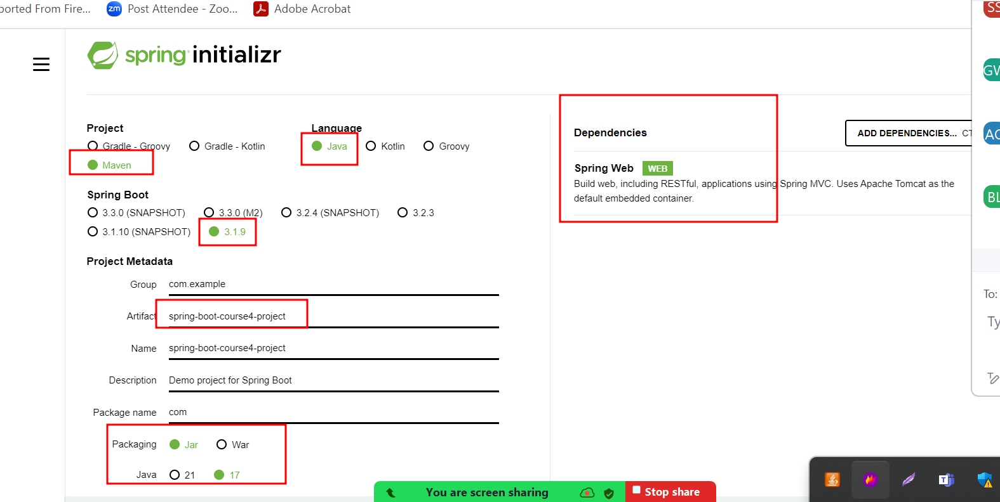 ported From Fire...
zm Post Attendee - Zoo...
Adobe Acrobat
spring initializr
Project
Gradle - Groovy
Gradle - Kotlin
Maven
Language
Java
Kotlin
Groovy
Spring Boot
3.3.0 (SNAPSHOT)
3.3.0 (M2)
3.2.4 (SNAPSHOT)
3.2.3
3.1.10 (SNAPSHOT)
3.1.9
Project Metadata
Group com.example
Artifact spring-boot-course4-project
Name spring-boot-course4-project
Description Demo project for Spring Boot
Package name com
Packaging Jar War
Java 21 17
Dependencies
ADD DEPENDENCIES... CT
Spring Web WEB
Build web, including RESTful, applications using Spring MVC. Uses Apache Tomcat as the
default embedded container.
SS
GW
AC
BL
To:
Ty
You are screen sharing
Stop share